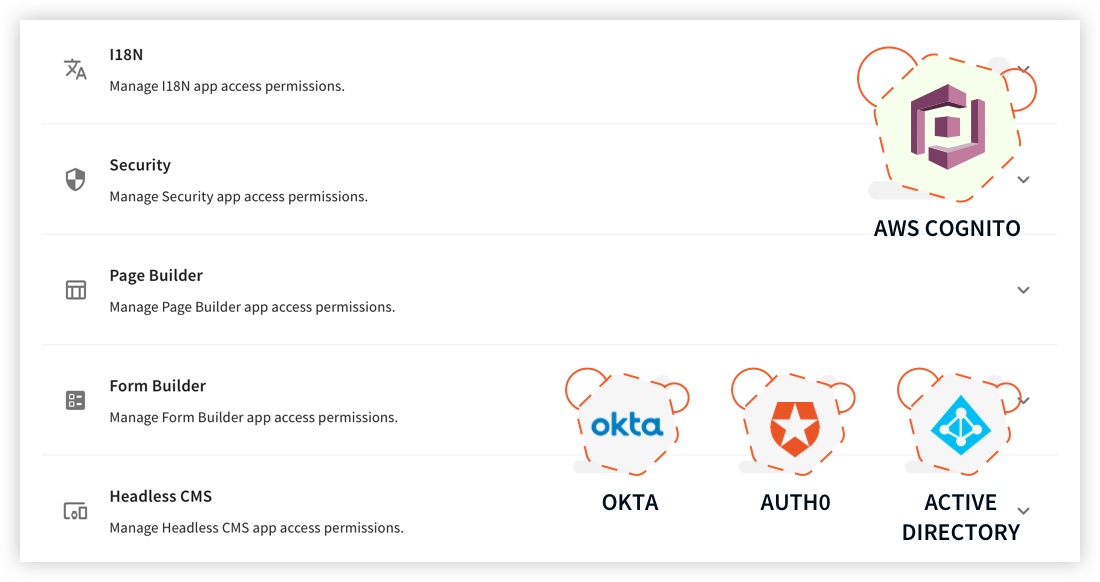 I18N
Manage I18N app access permissions.
Security
Manage Security app access permissions.
AWS COGNITO
Page Builder
Manage Page Builder app access permissions.
Form Builder
Manage Form Builder app access permissions.
okta
OKTA
AUTH0
ACTIVE
DIRECTORY
Headless CMS
Manage Headless CMS app access permissions.